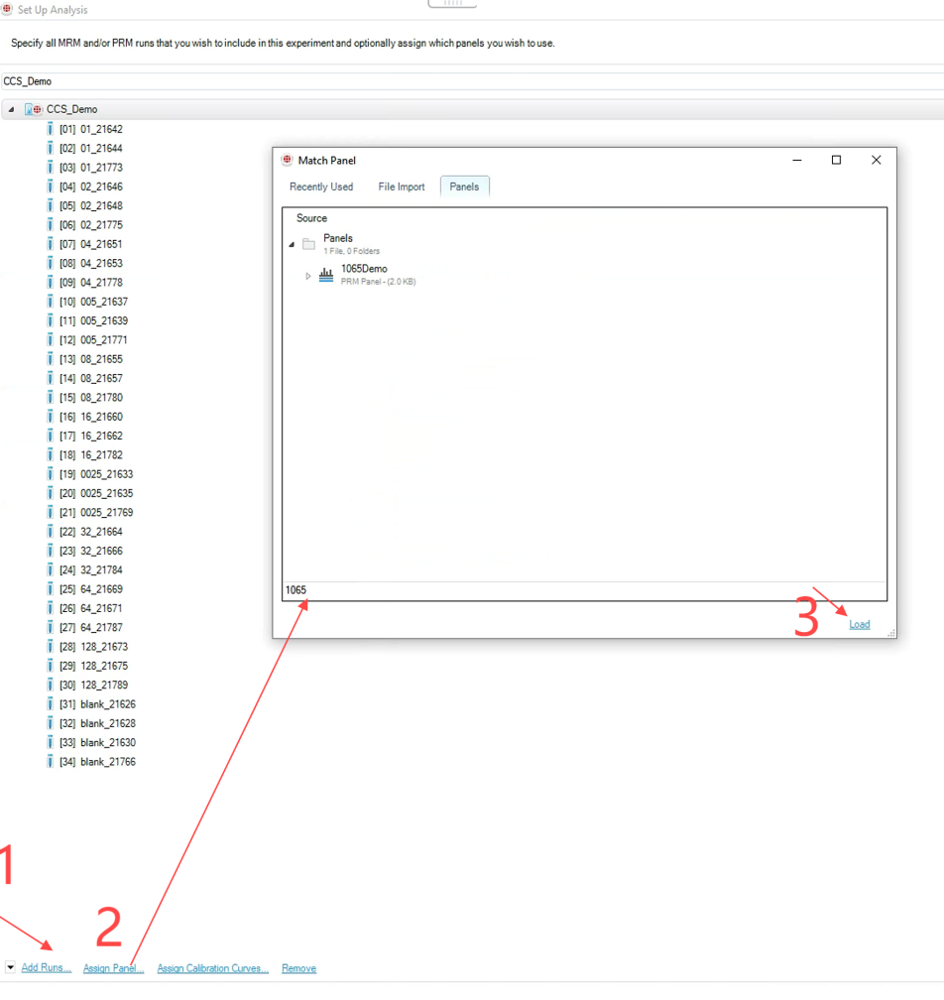 Set Up Analysis
Specify all MRM and/or PRM runs that you wish to include in this experiment and optionally assign which panels you wish to use.
CCS_Demo
CCS_Demo
[01] 01_21642
[02] 01_21644
[03] 01_21773
[04] 02_21646
[05] 02_21648
[06] 02_21775
[07] 04_21651
[08] 04_21653
[09] 04_21778
[10] 005_21637
[11] 005_21639
[12] 005_21771
[13] 08_21655
[14] 08_21657
[15] 08_21780
[16] 16_21660
[17] 16_21662
[18] 16_21782
[19] 0025_21633
[20] 0025_21635
[21] 0025_21769
[22] 32_21664
[23] 32_21666
[24] 32_21784
[25] 64_21669
[26] 64_21671
[27] 64_21787
[28] 128_21673
[29] 128_21675
[30] 128_21789
[31] blank_21626
[32] blank_21628
[33] blank_21630
[34] blank_21766
Match Panel
Recently Used File Import Panels
Source
Panels
1 File, 0 Folders
1065Demo
PRM Panel - (2.0 KB)
1065
3
Load
1
2
Add Runs... Assign Panel... Assign Calibration Curves... Remove